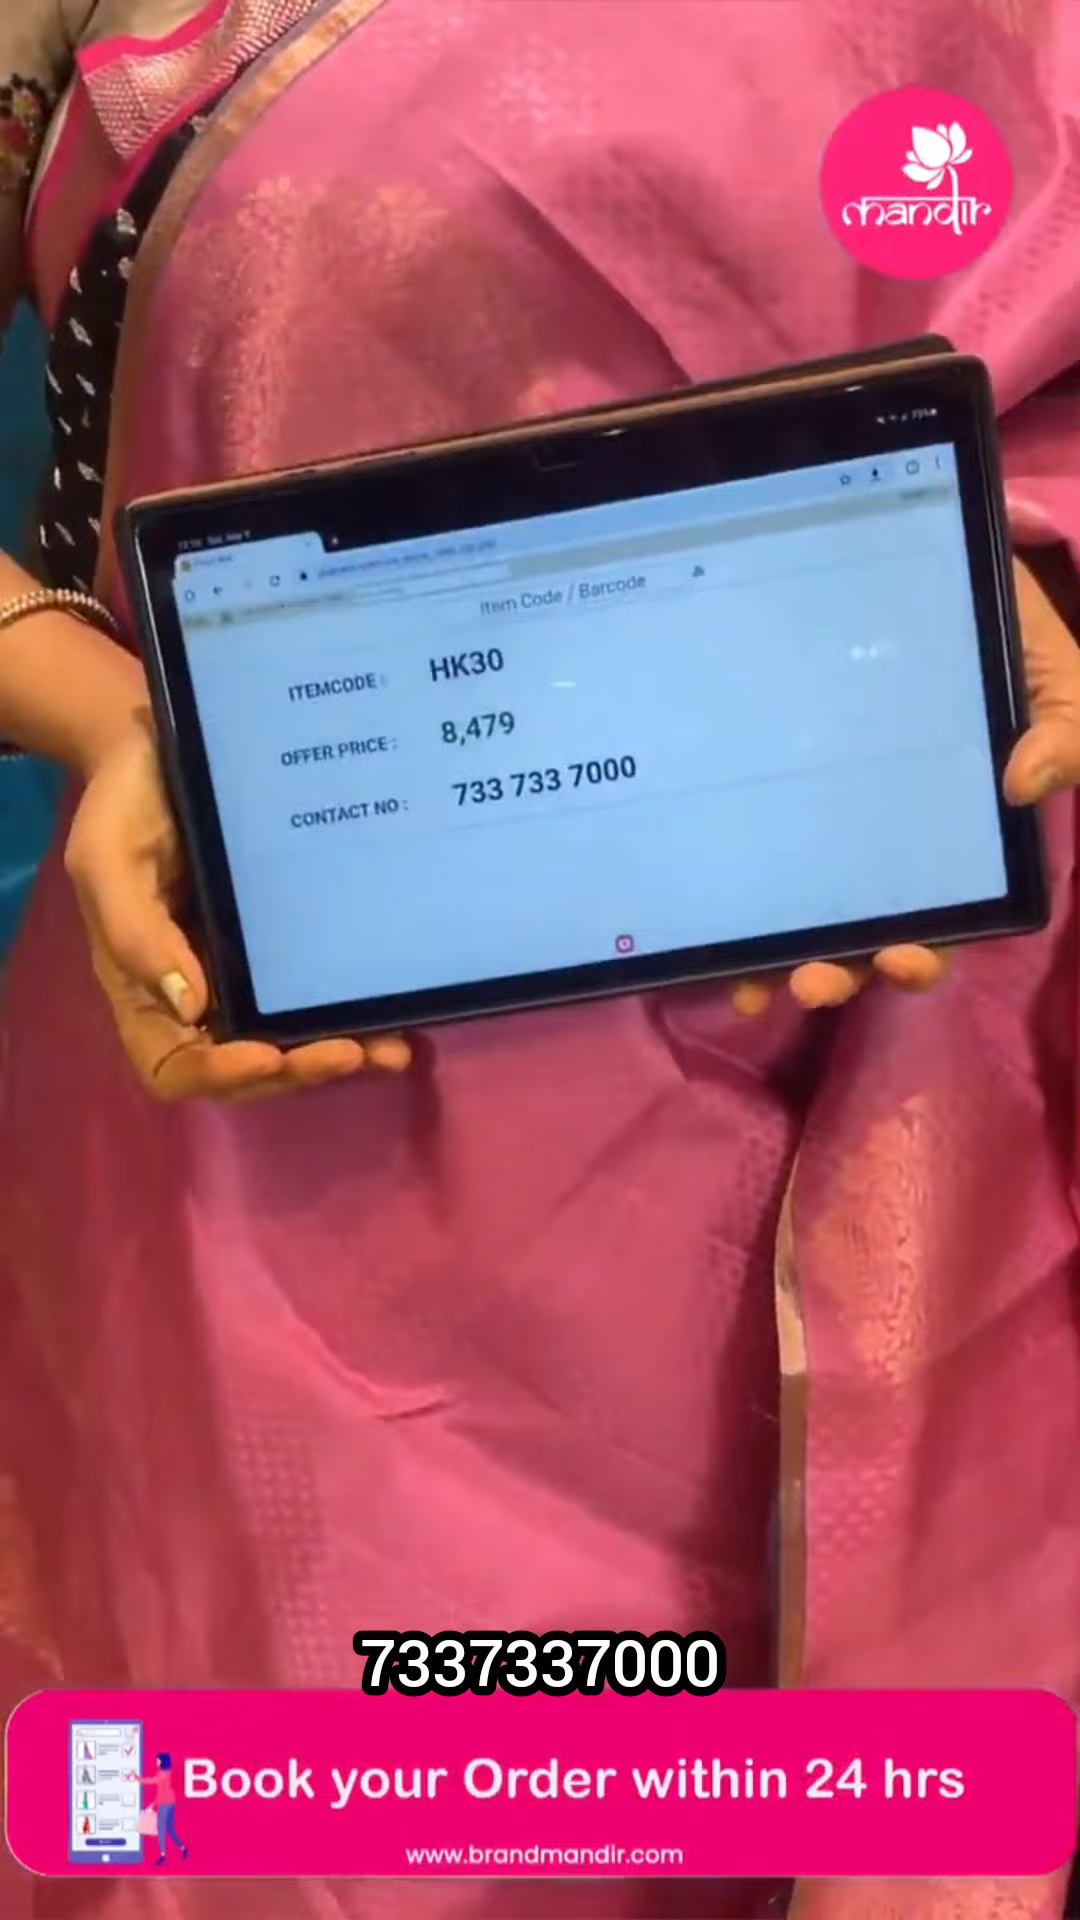 mandir
Item Code / Barcode
ITEMCODE : HK30
OFFER PRICE : 8,479
CONTACT NO : 733 733 7000
7337337000
Book your Order within 24 hrs
www.brandmandir.com